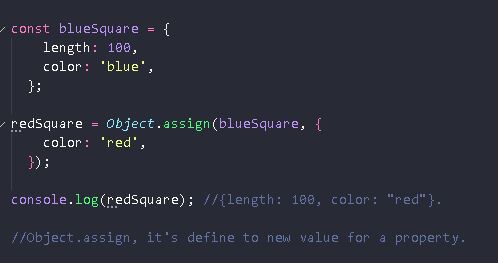 const blueSquare = {
length: 100,
color: 'blue',
};
redSquare = Object.assign(blueSquare, {
color: 'red',
});
console.log(redSquare); //{length: 100, color: "red"}.
//Object.assign, it's define to new value for a property.